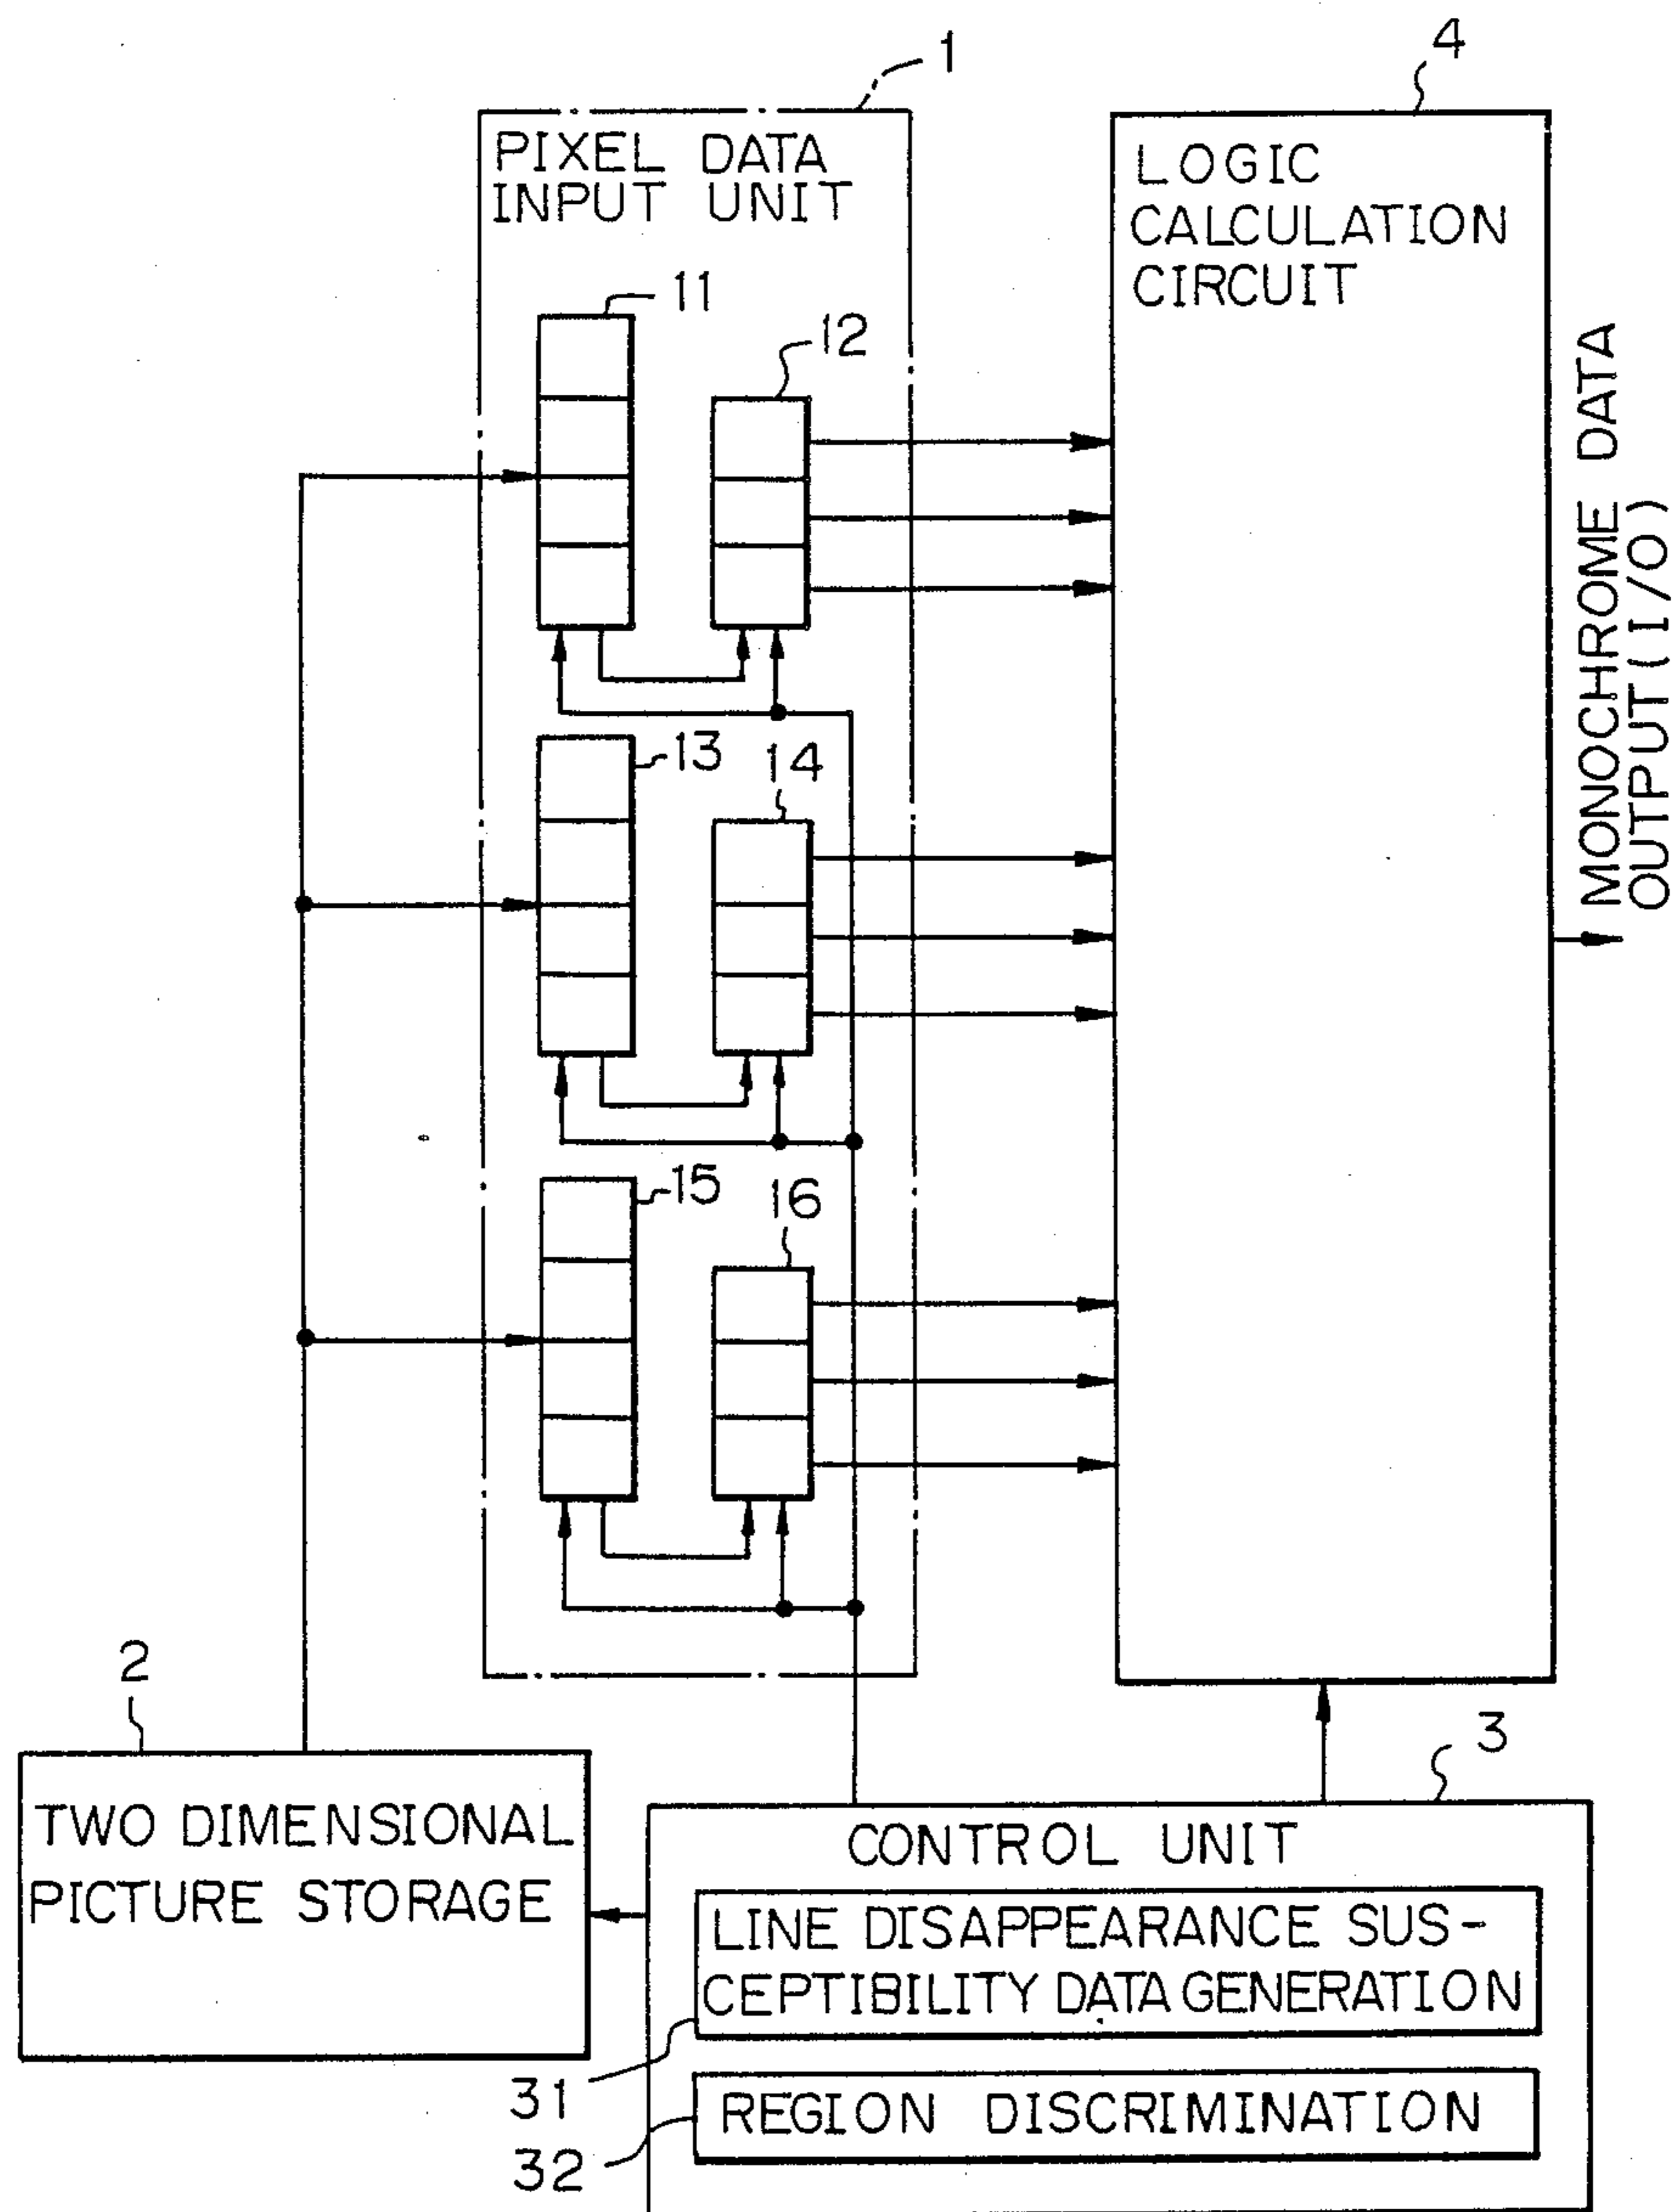 1
4
PIXEL DATA
INPUT UNIT
LOGIC
CALCULATION
CIRCUIT
11
12
13
14
15
16
MONOCHROME DATA
OUTPUT (I/O)
2
TWO DIMENSIONAL
PICTURE STORAGE
3
CONTROL UNIT
LINE DISAPPEARANCE SUS-
CEPTIBILITY DATA GENERATION
31
REGION DISCRIMINATION
32